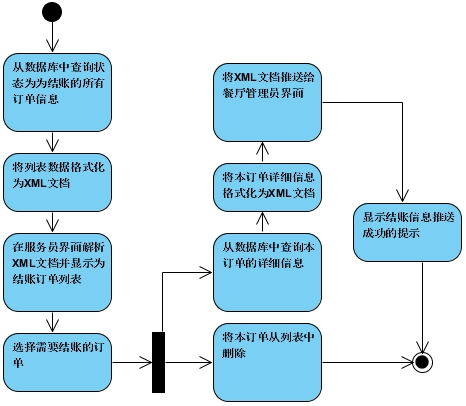 从数据库中查询状
态为为结账的所有
订单信息
将列表数据格式化
为XML文档
在服务员界面解析
XML文档并显示为
结账订单列表
选择需要结账的订
单
将XML文档推送给
餐厅管理员界面
将本订单详细信息
格式化为XML文档
从数据库中查询本
订单的详细信息
将本订单从列表中
删除
显示结账信息推送
成功的提示